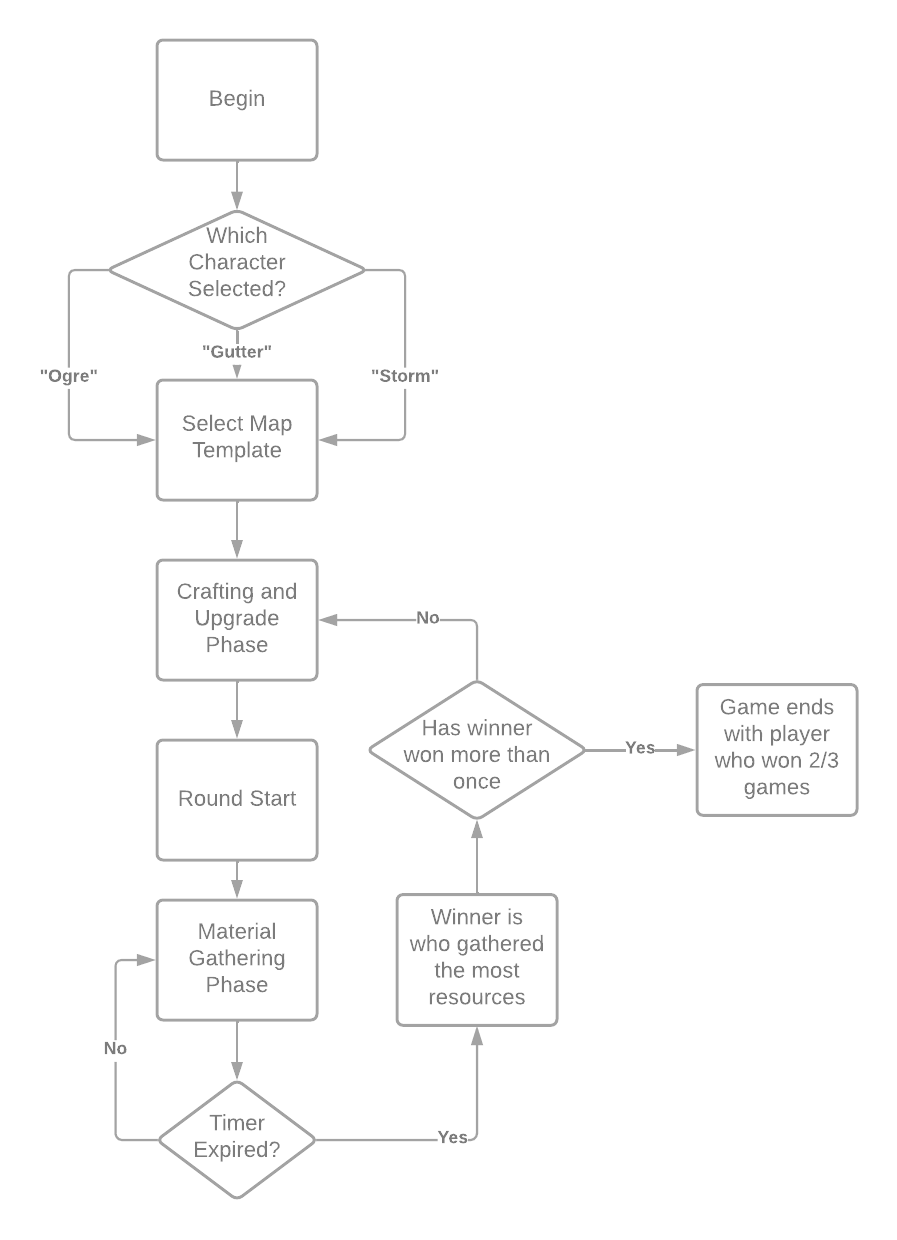 Begin
Which
Character
Selected?
"Gutter"
"Ogre"
"Storm"
Select Map
Template
Crafting and
Upgrade
Phase
No
Round Start
Has winner
won more than
once
Yes
Game ends
with player
who won 2/3
games
Material
Gathering
Phase
Winner is
who gathered
the most
resources
No
Timer
Expired?
Yes